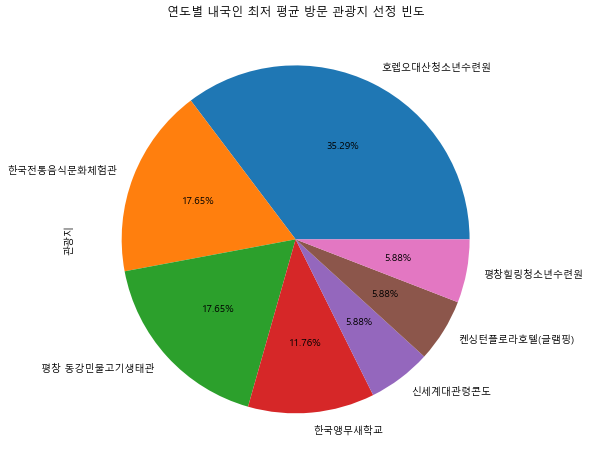 연도별 내국인 최저 평균 방문 관광지 선정 빈도
호렙오대산청소년수련원
35.29%
한국전통음식문화체험관
17.65%
관광지
5.88%
평창힐링청소년수련원
5.88%
17.65%
5.88%
켄싱턴플로라호텔(글램핑)
11.76%
평창 동강민물고기생태관
신세계대관령콘도
한국앵무새학교